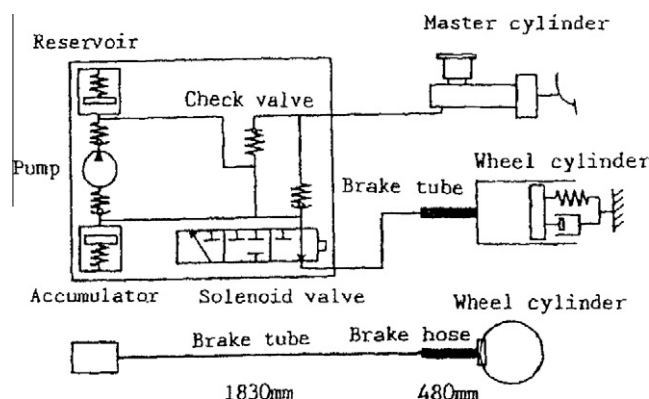 Master cylinder
Reservoir
Check valve
Pump
Wheel cylinder
Brake tube
Accumulator
Solenoid valve
Wheel cylinder
Brake tube
Brake hose
1830mm
480mm